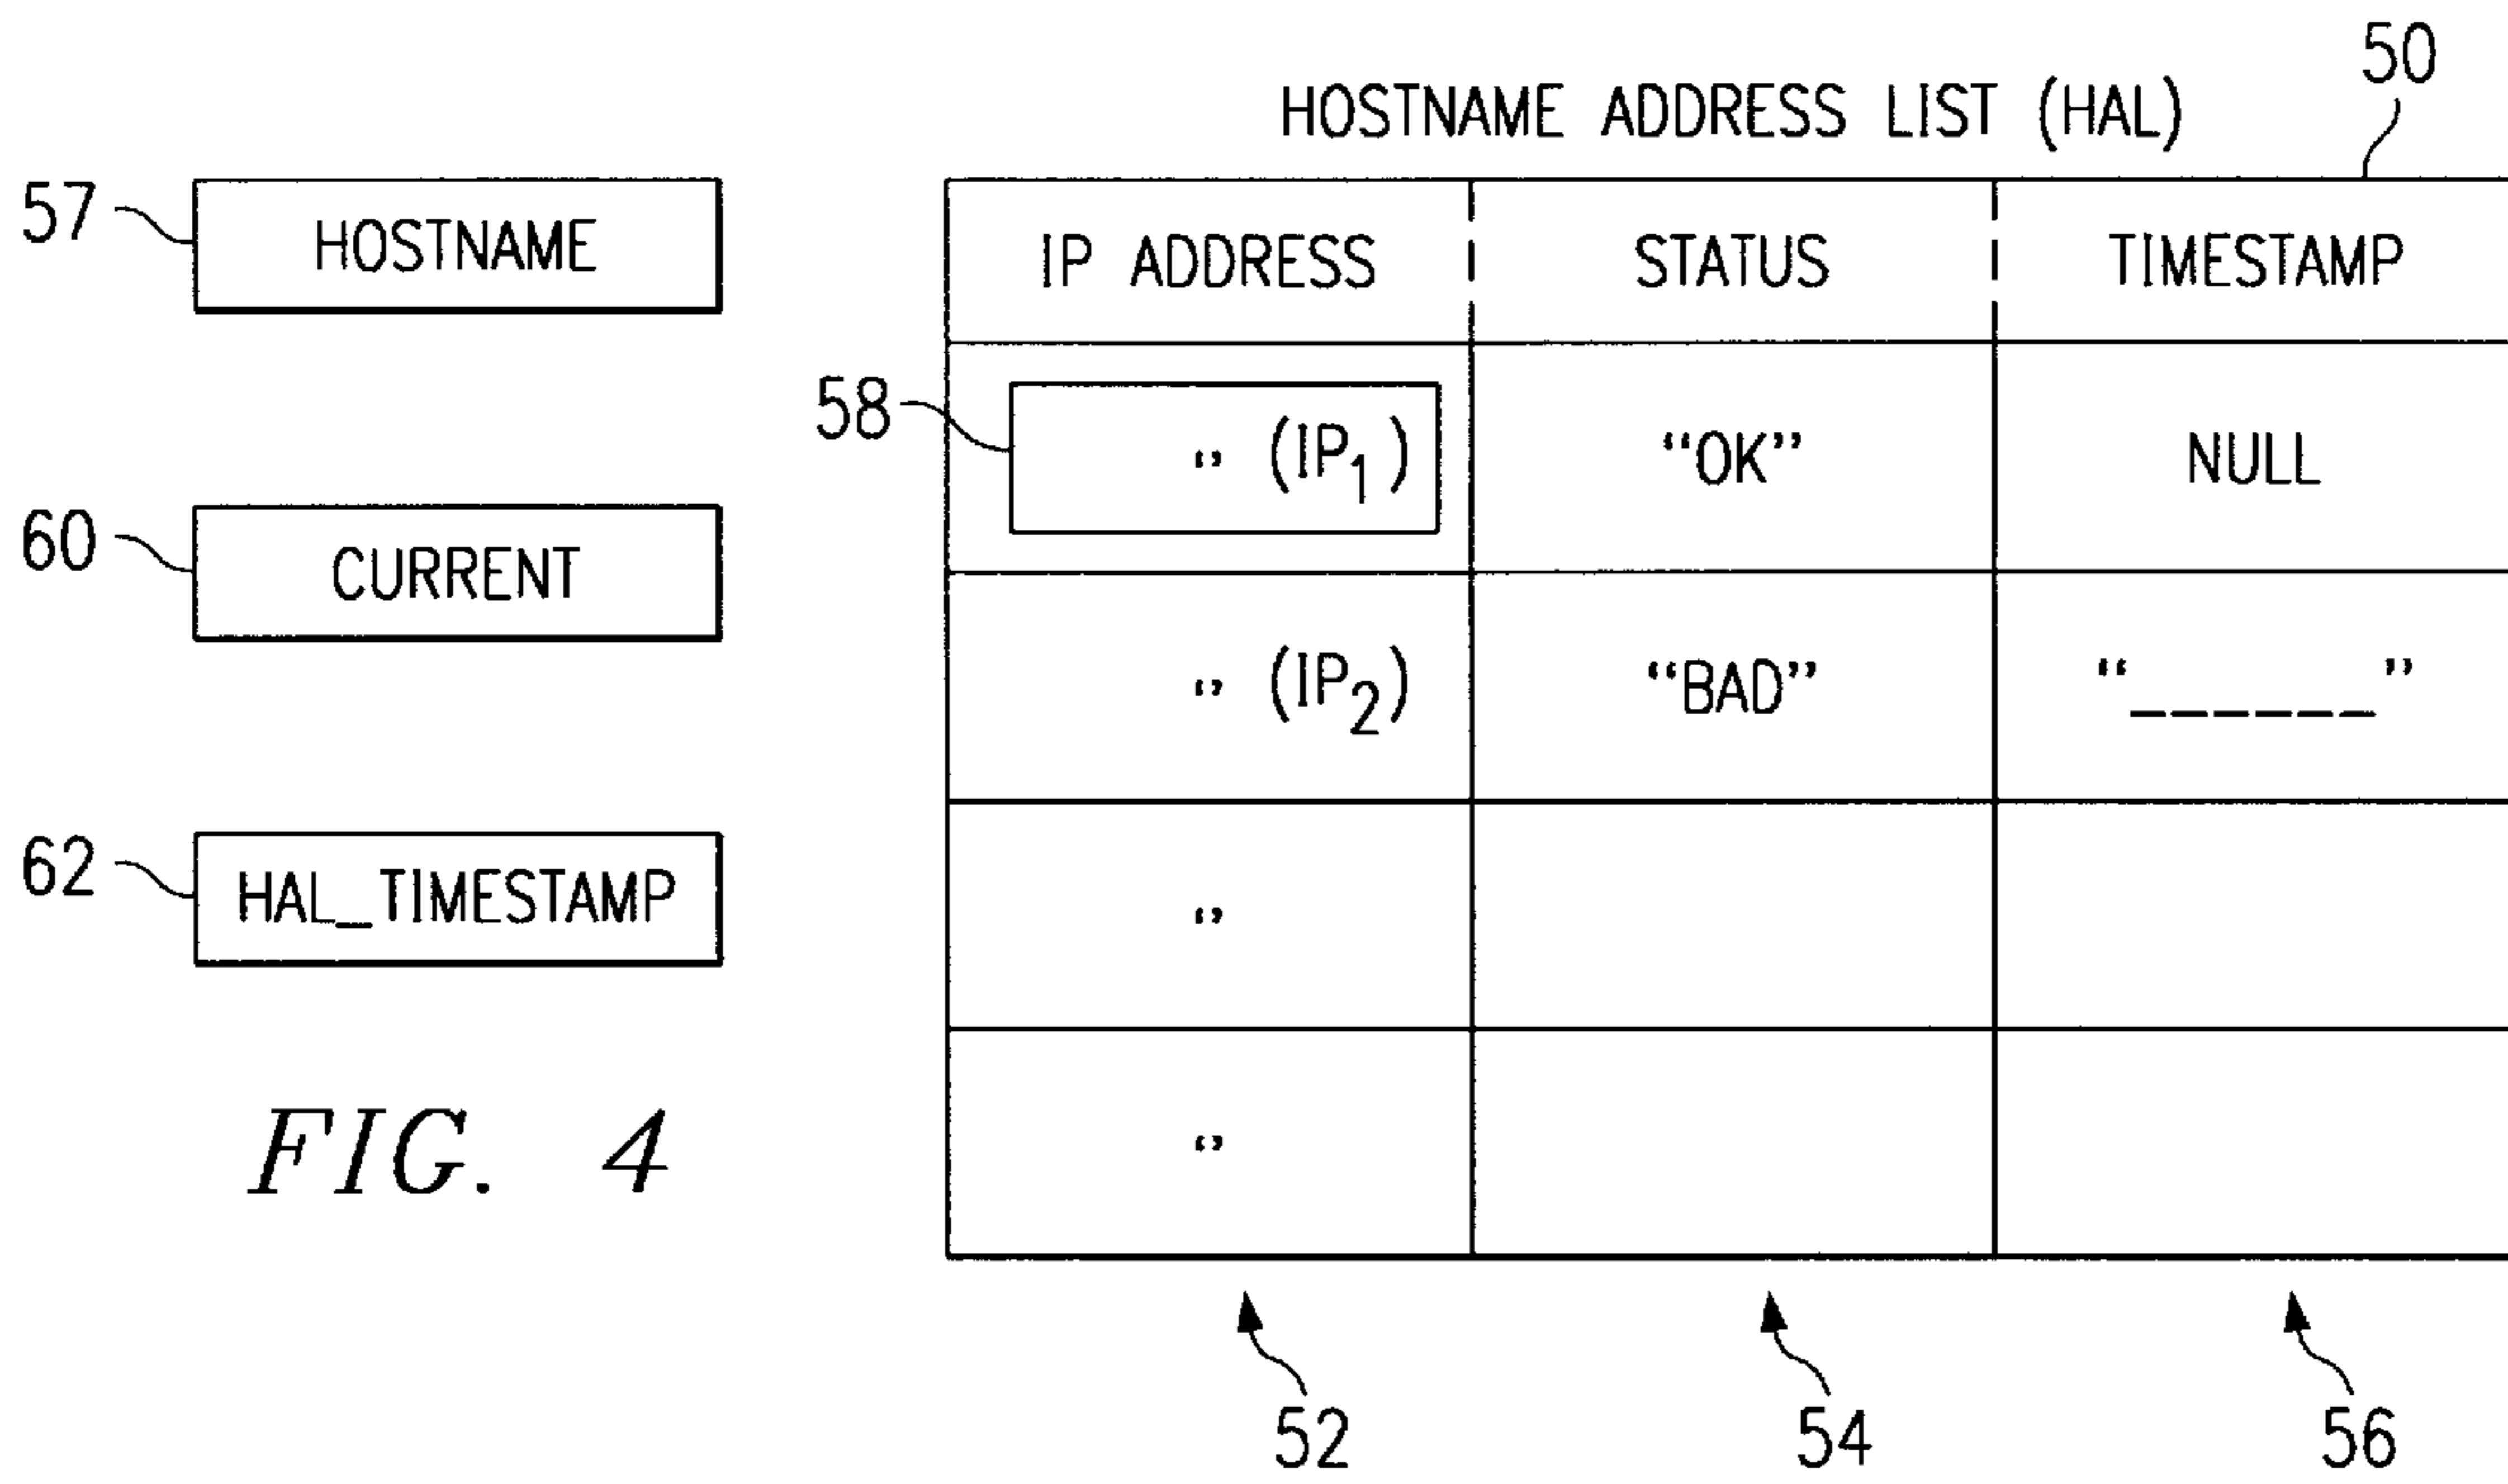 50
HOSTNAME ADDRESS LIST (HAL)
57 HOSTNAME
IP ADDRESS STATUS TIMESTAMP
58 “” (IP1) “OK” NULL
60 CURRENT
“” (IP2) “BAD” “______”
62 HAL_TIMESTAMP
‘’
‘’
FIG. 4
52 54 56